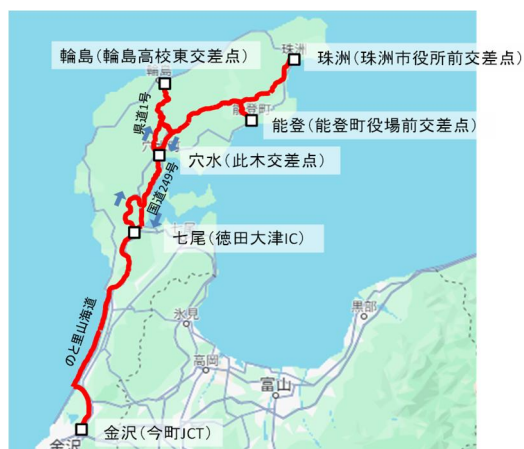 輪島(輪島高校東交差点)
輪島
珠洲
珠洲(珠洲市役所前交差点)
県道1号
能登町
能登(能登町役場前交差点)
穴水(此木交差点)
国道249号
七尾
七尾(徳田大津IC)
のと里山海道
氷見
黒部
高岡
富山
金沢(今町JCT)
金沢